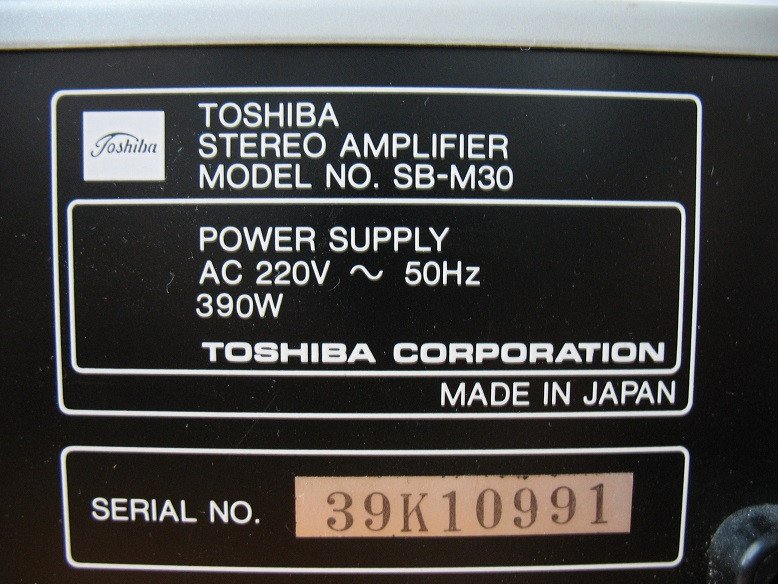 Toshiba
TOSHIBA
STEREO AMPLIFIER
MODEL NO. SB-M30
POWER SUPPLY
AC 220V ～ 50Hz
390W
TOSHIBA CORPORATION
MADE IN JAPAN
SERIAL NO. 39K10991